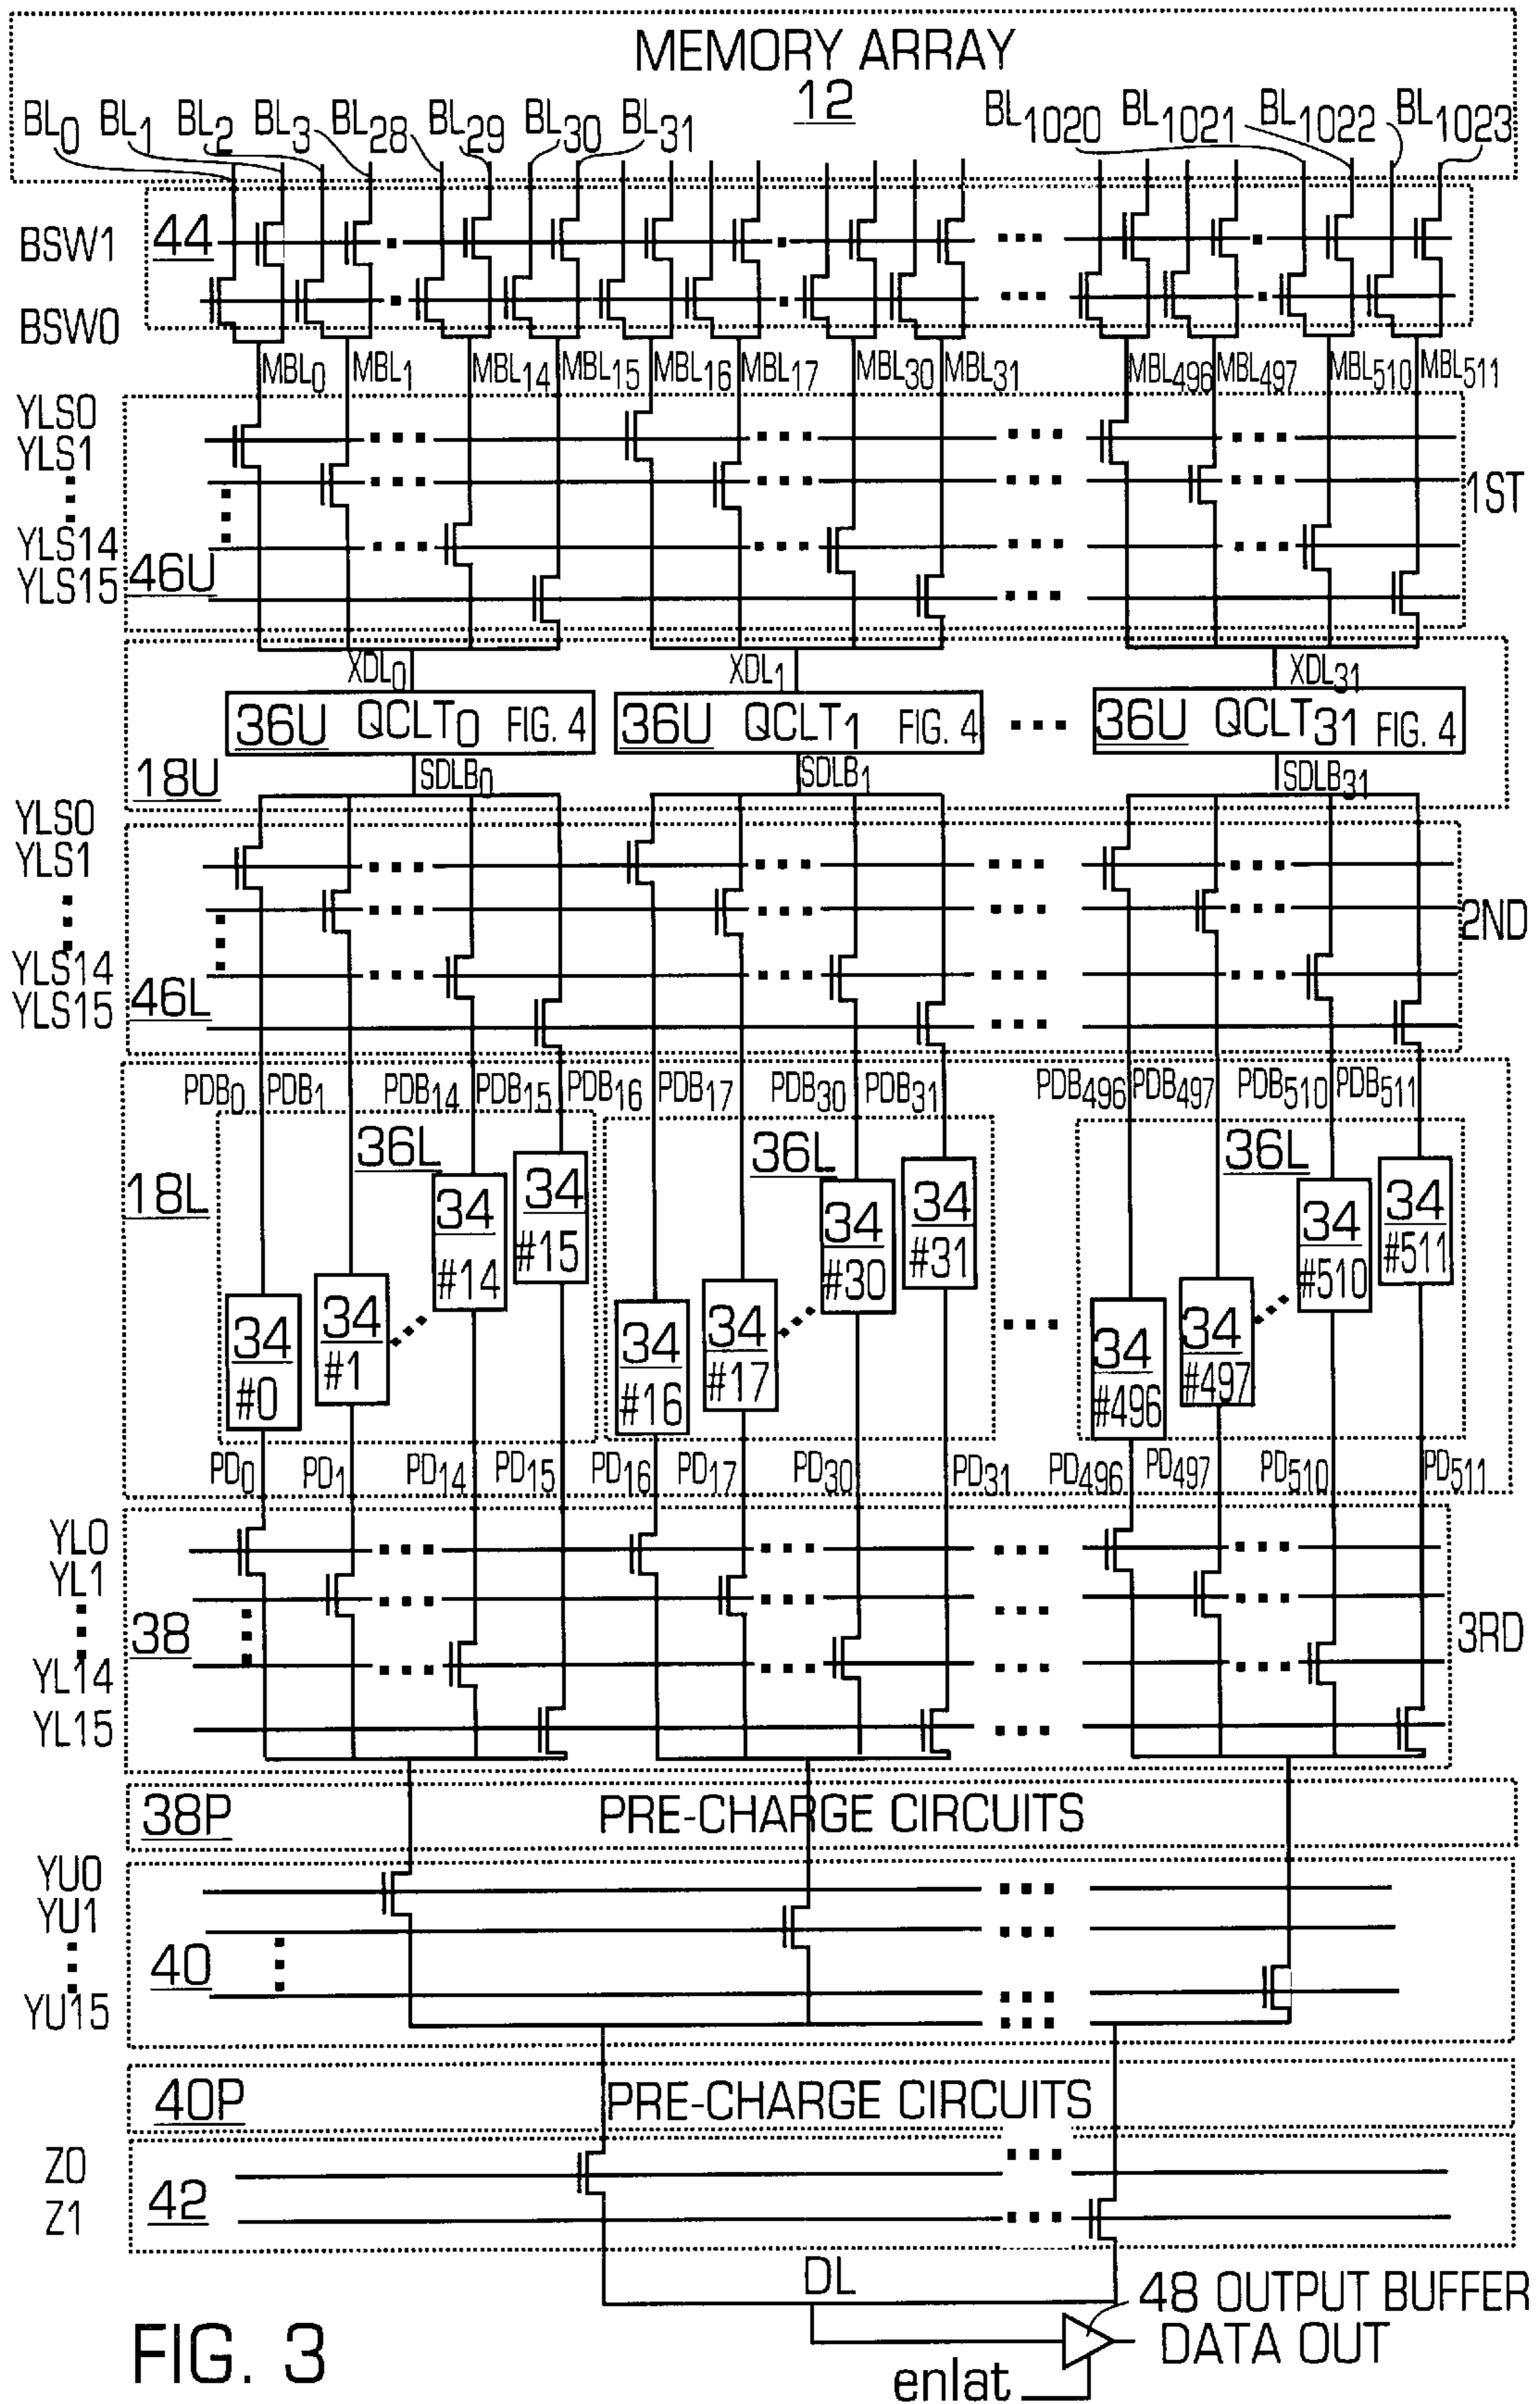 MEMORY ARRAY
12
BL0 BL1 BL2 BL3 BL28 BL29 BL30 BL31 BL1020 BL1021 BL1022 BL1023
BSW1 44
BSW0
MBL0 MBL1 MBL14 MBL15 MBL16 MBL17 MBL30 MBL31 MBL496 MBL497 MBL510 MBL511
YLS0
YLS1
1ST
YLS14
46U
YLS15
XDL0 XDL1 XDL31
36U QCLT0 FIG. 4 36U QCLT1 FIG. 4 36U QCLT31 FIG. 4
18U SDLB0 SDLB1 SDLB31
YLS0
YLS1
2ND
YLS14
46L
YLS15
PDB0 PDB1 PDB14 PDB15 PDB16 PDB17 PDB30 PDB31 PDB496 PDB497 PDB510 PDB511
18L
36L 36L 36L
34 #0 34 #1 34 #14 34 #15 34 #16 34 #17 34 #30 34 #31 34 #496 34 #497 34 #510 34 #511
PD0 PD1 PD14 PD15 PD16 PD17 PD30 PD31 PD496 PD497 PD510 PD511
YL0
YL1
38 3RD
YL14
YL15
38P PRE-CHARGE CIRCUITS
YU0
YU1
40
YU15
40P PRE-CHARGE CIRCUITS
Z0
42
Z1
DL
48 OUTPUT BUFFER
DATA OUT
enlat
FIG. 3